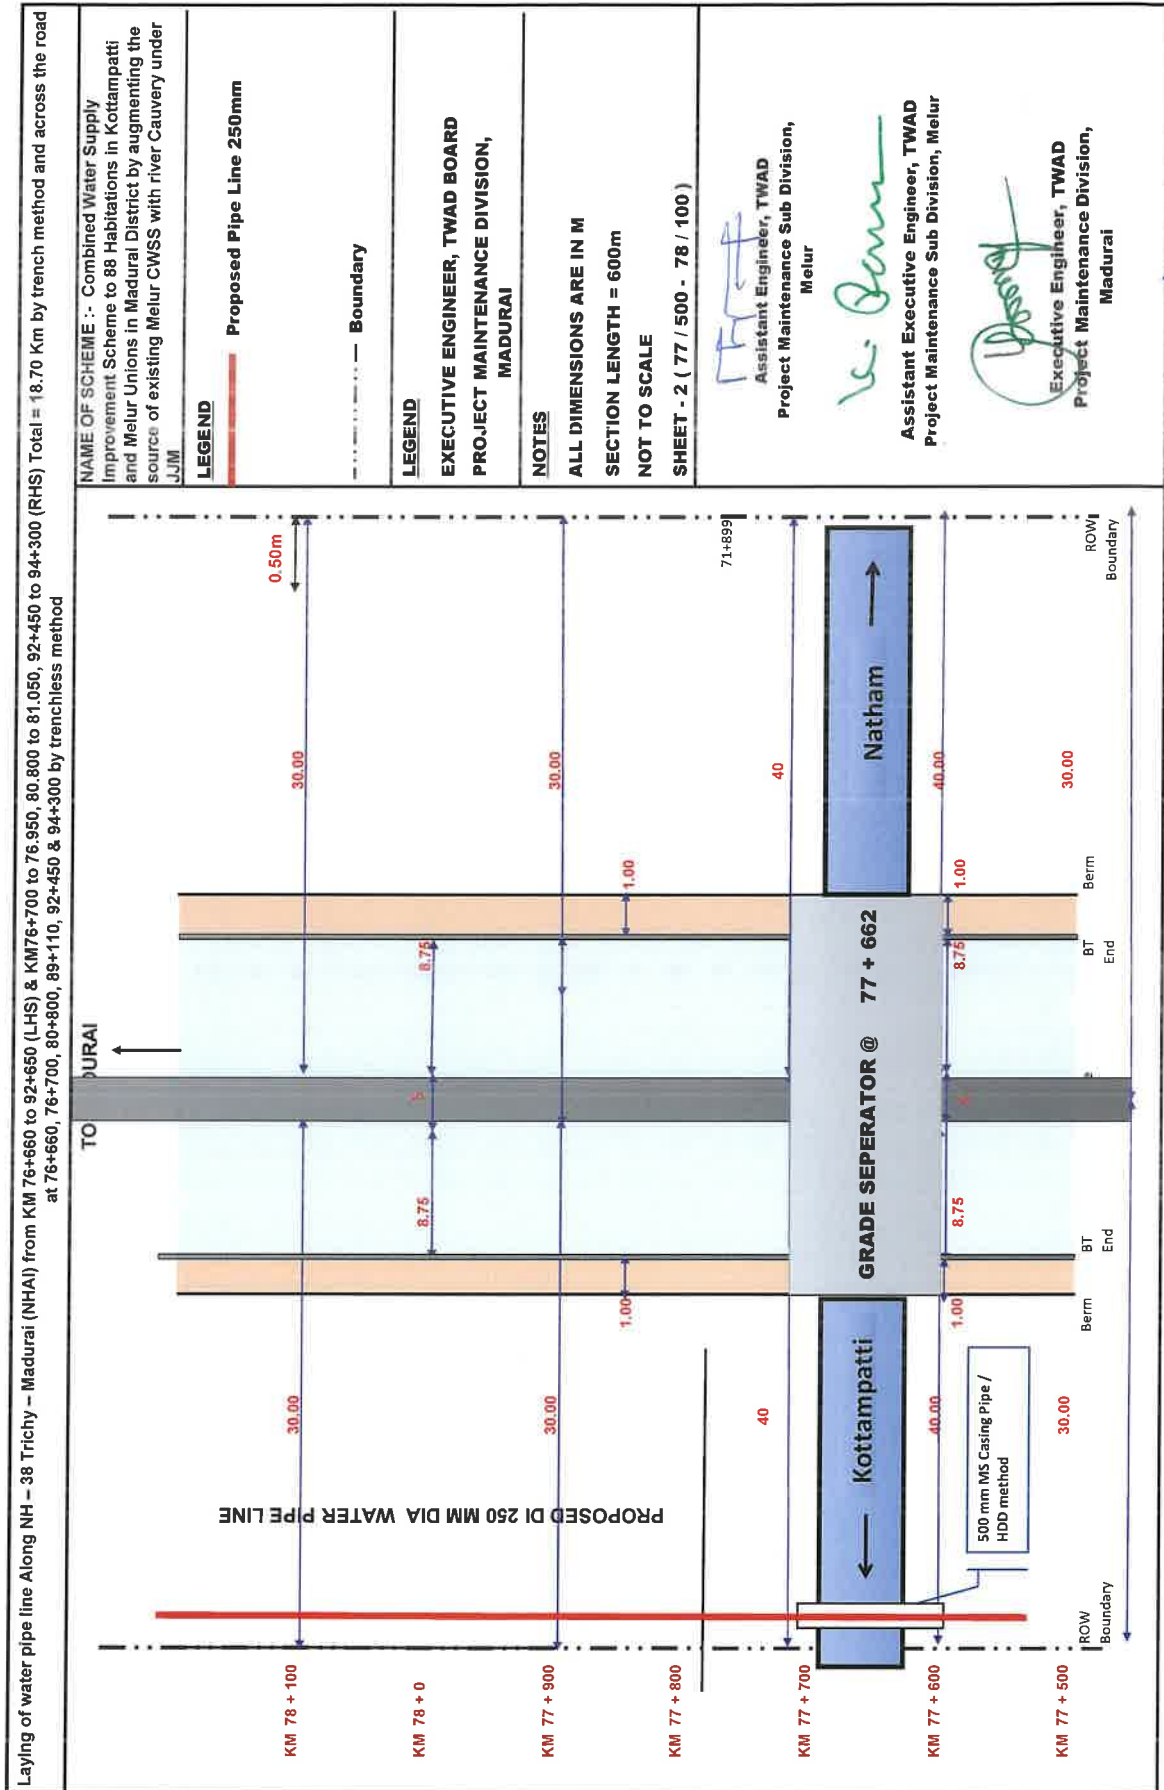 Laying of water pipe line Along NH – 38 Trichy – Madurai (NHAI) from KM 76+660 to 92+650 (LHS) & KM76+700 to 76.950, 80.800 to 81.050, 92+450 to 94+300 (RHS) Total = 18.70 Km by trench method and across the road
at 76+660, 76+700, 80+800, 89+110, 92+450 & 94+300 by trenchless method
NAME OF SCHEME :- Combined Water Supply
Improvement Scheme to 88 Habitations in Kottampatti
and Melur Unions in Madurai District by augmenting the
source of existing Melur CWSS with river Cauvery under
JJM
LEGEND
Proposed Pipe Line 250mm
Boundary
LEGEND
EXECUTIVE ENGINEER, TWAD BOARD
PROJECT MAINTENANCE DIVISION,
MADURAI
NOTES
ALL DIMENSIONS ARE IN M
SECTION LENGTH = 600m
NOT TO SCALE
SHEET - 2 ( 77 / 500 - 78 / 100 )
Assistant Engineer, TWAD
Project Maintenance Sub Division,
Melur
Assistant Executive Engineer, TWAD
Project Maintenance Sub Division, Melur
Executive Engineer, TWAD
Project Maintenance Division,
Madurai
TO DURAI
0.50m
KM 78 + 100
30.00
30.00
KM 78 + 0
8.75
5
8.75
KM 77 + 900
30.00
30.00
KM 77 + 800
1.00
1.00
PROPOSED DI 250 MM DIA WATER PIPE LINE
71+899
KM 77 + 700
40
40
Kottampatti
GRADE SEPERATOR @ 77 + 662
Natham
KM 77 + 600
40.00
1.00
8.75
8.75
1.00
40.00
500 mm MS Casing Pipe /
HDD method
KM 77 + 500
30.00
30.00
ROW
Boundary
Berm
BT
End
BT
End
Berm
ROW
Boundary